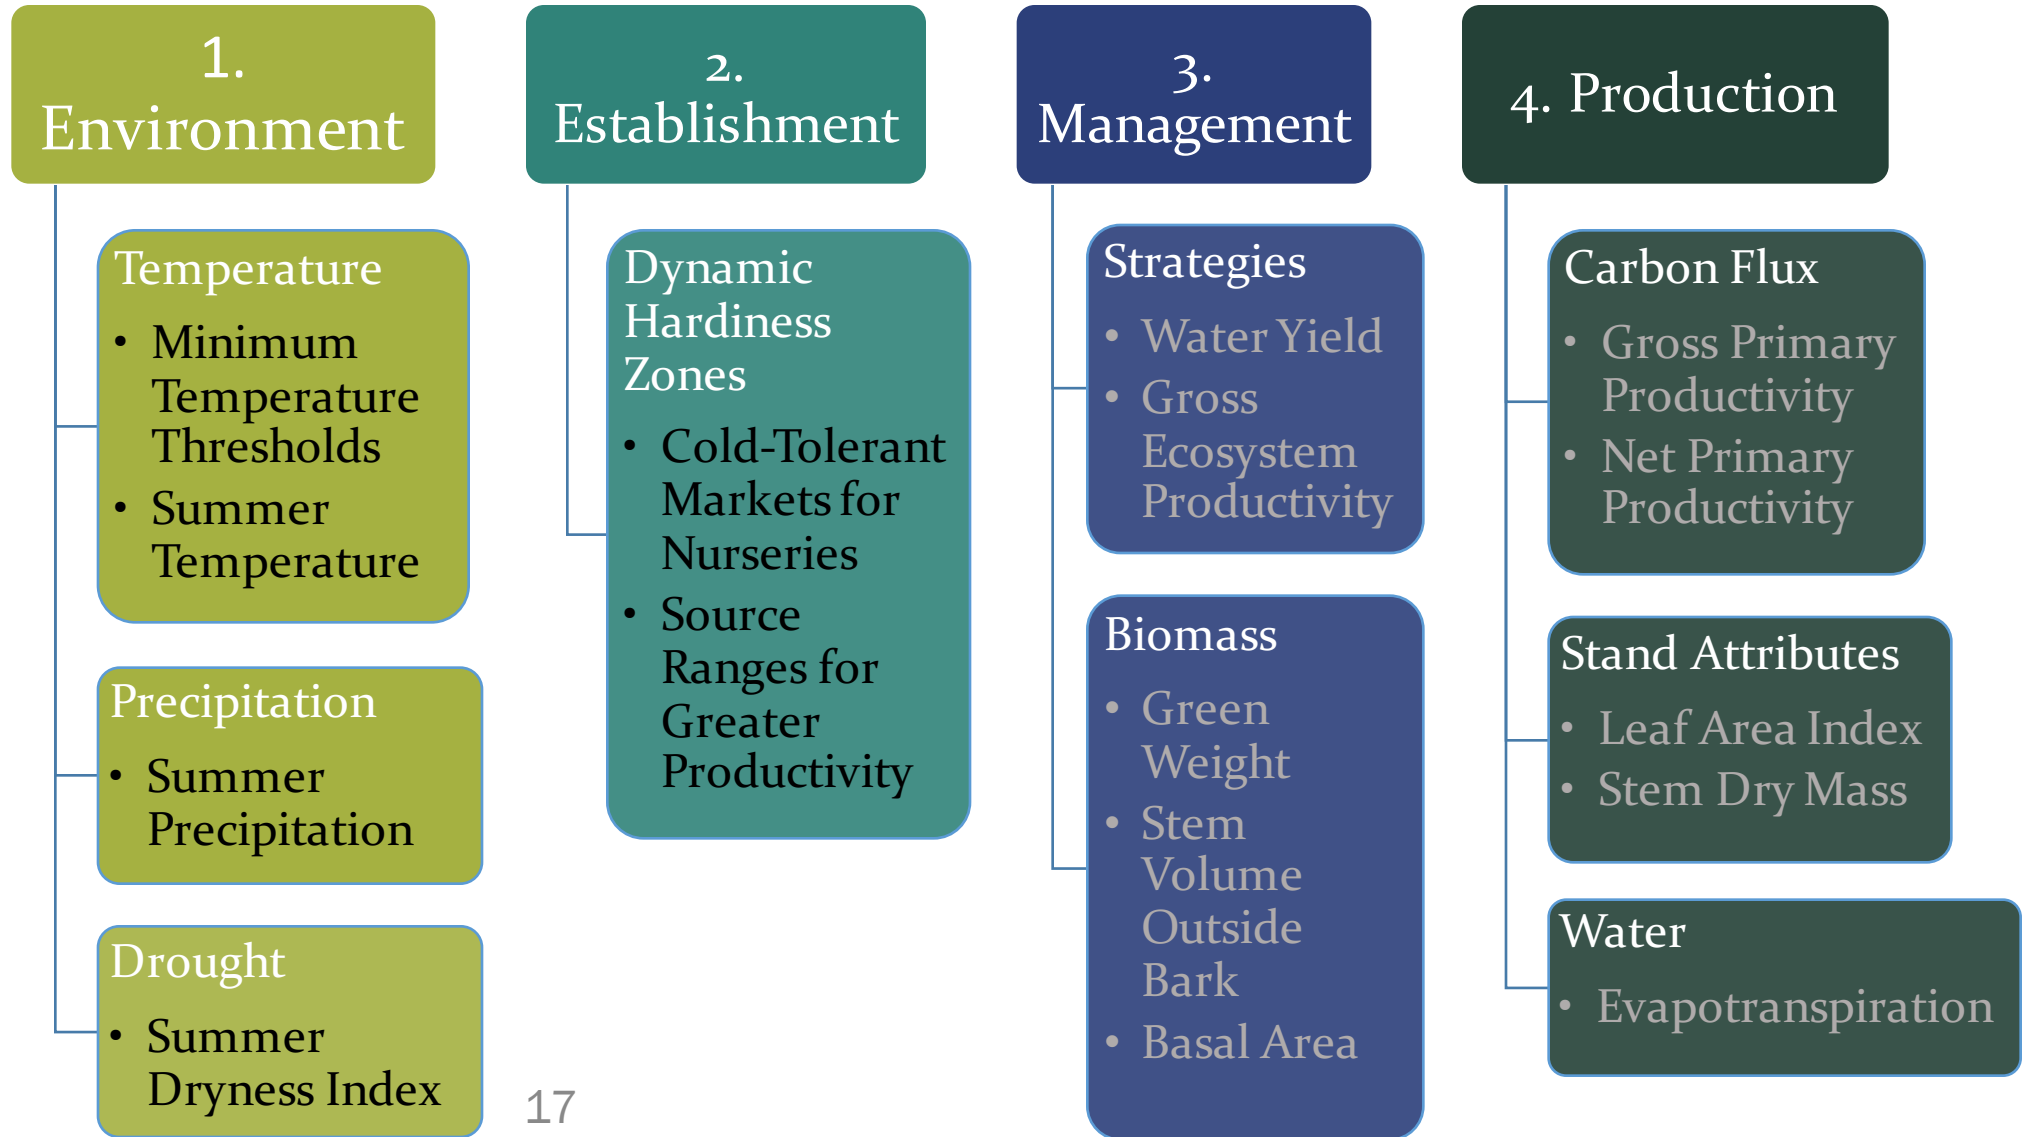 1.
Environment
Temperature
• Minimum
Temperature
Thresholds
• Summer
Temperature
Precipitation
• Summer
Precipitation
Drought
• Summer
Dryness Index
2.
Establishment
Dynamic
Hardiness
Zones
• Cold-Tolerant
Markets for
Nurseries
• Source
Ranges for
Greater
Productivity
3.
Management
Strategies
• Water Yield
• Gross
Ecosystem
Productivity
Biomass
• Green
Weight
• Stem
Volume
Outside
Bark
• Basal Area
4. Production
Carbon Flux
• Gross Primary
Productivity
• Net Primary
Productivity
Stand Attributes
• Leaf Area Index
• Stem Dry Mass
Water
• Evapotranspiration
17